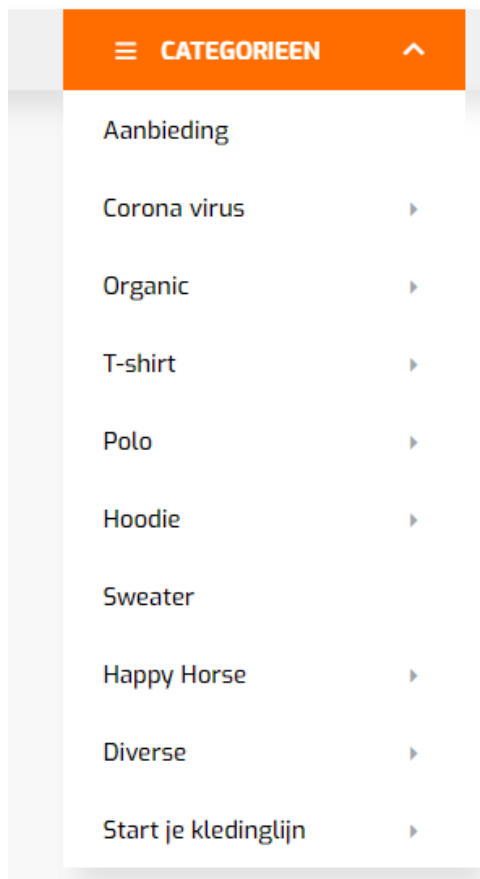 CATEGORIEEN
Aanbieding
Corona virus
Organic
T-shirt
Polo
Hoodie
Sweater
Happy Horse
Diverse
Start je kledinglijn